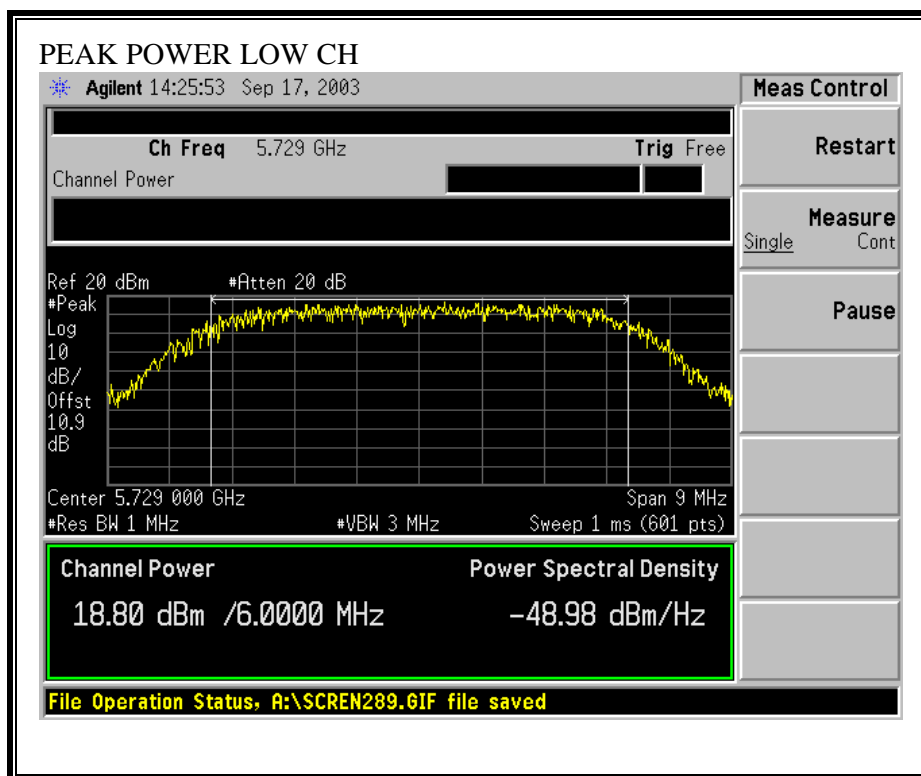 PEAK POWER LOW CH
Agilent 14:25:53 Sep 17, 2003
Meas Control
Ch Freq 5.729 GHz Trig Free
Channel Power
Restart
Measure
Single Cont
Pause
Ref 20 dBm #Atten 20 dB
#Peak
Log
10
dB/
Offst
10.9
dB
Center 5.729 000 GHz Span 9 MHz
#Res BW 1 MHz #VBW 3 MHz Sweep 1 ms (601 pts)
Channel Power Power Spectral Density
18.80 dBm /6.0000 MHz -48.98 dBm/Hz
File Operation Status, A:\SCREN289.GIF file saved